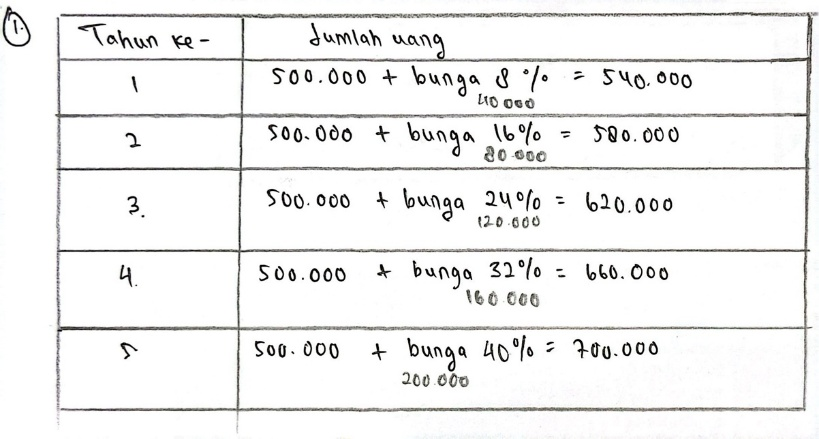 1.
Tahun ke-
Jumlah uang
1
500.000 + bunga 8% = 540.000
40.000
2
500.000 + bunga 16% = 580.000
80.000
3.
500.000 + bunga 24% = 620.000
120.000
4.
500.000 + bunga 32% = 660.000
160.000
5
500.000 + bunga 40% = 700.000
200.000